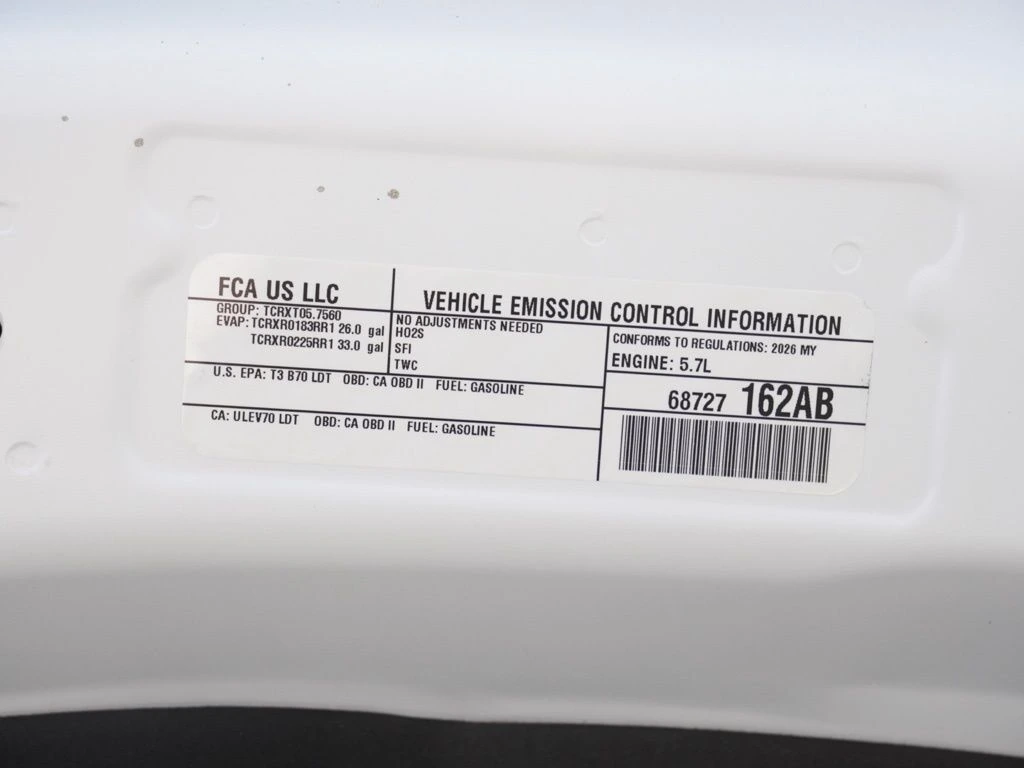 FCA US LLC
VEHICLE EMISSION CONTROL INFORMATION
GROUP: TCRXT05.7560
EVAP: TCRXR0183RR1 26.0 gal
TCRXR0225RR1 33.0 gal
NO ADJUSTMENTS NEEDED
HO2S
SFI
TWC
CONFORMS TO REGULATIONS: 2026 MY
ENGINE: 5.7L
U.S. EPA: T3 B70 LDT OBD: CA OBD II FUEL: GASOLINE
68727 162AB
CA: ULEV70 LDT OBD: CA OBD II FUEL: GASOLINE